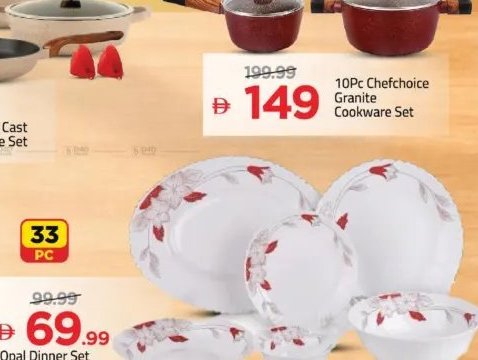 199.99
149
10Pc Chefchoice
Granite
Cookware Set
Cast
e Set
33
PC
99.99
69.99
Opal Dinner Set